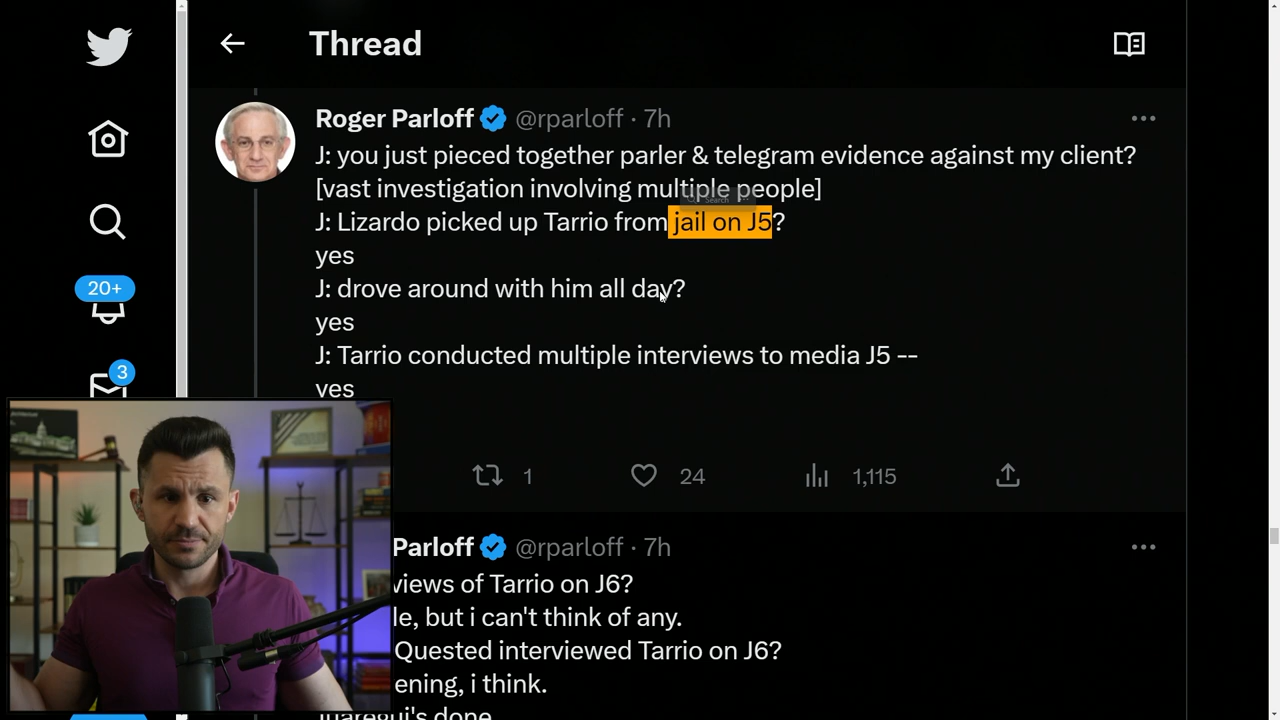 Thread
Roger Parloff @rparloff · 7h
J: you just pieced together parler & telegram evidence against my client?
[vast investigation involving multiple people]
Search
J: Lizardo picked up Tarrio from jail on J5?
yes
J: drove around with him all day?
20+
yes
J: Tarrio conducted multiple interviews to media J5 --
3
yes
1 24 1,115
Parloff @rparloff · 7h
views of Tarrio on J6?
le, but i can't think of any.
Quested interviewed Tarrio on J6?
ening, i think.
done